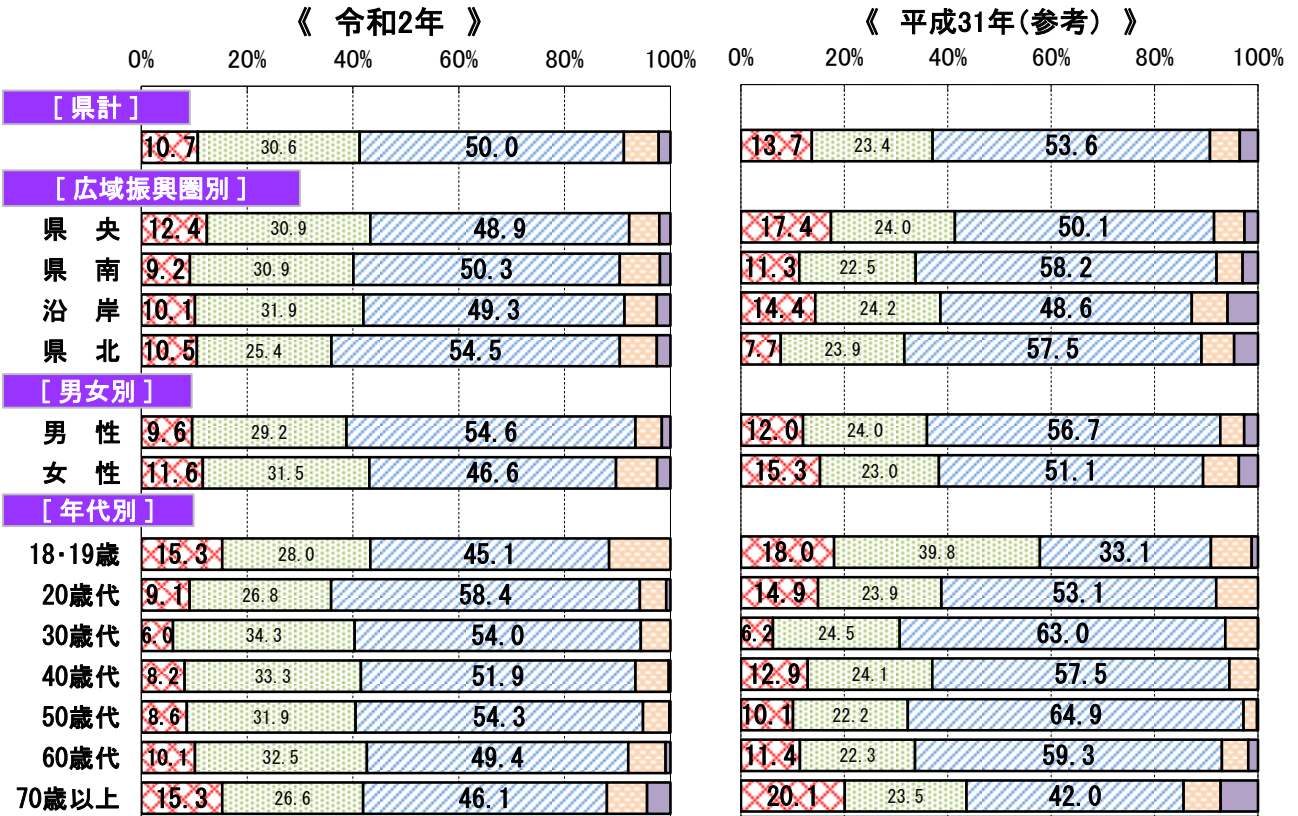 《 令和2年 》 《 平成31年(参考) 》
0% 20% 40% 60% 80% 100% 0% 20% 40% 60% 80% 100%
[ 県計 ]
10.7 30.6 50.0 13.7 23.4 53.6
[ 広域振興圏別 ]
県 央 12.4 30.9 48.9 17.4 24.0 50.1
県 南 9.2 30.9 50.3 11.3 22.5 58.2
沿 岸 10.1 31.9 49.3 14.4 24.2 48.6
県 北 10.5 25.4 54.5 7.7 23.9 57.5
[ 男女別 ]
男 性 9.6 29.2 54.6 12.0 24.0 56.7
女 性 11.6 31.5 46.6 15.3 23.0 51.1
[ 年代別 ]
18・19歳 15.3 28.0 45.1 18.0 39.8 33.1
20歳代 9.1 26.8 58.4 14.9 23.9 53.1
30歳代 6.0 34.3 54.0 6.2 24.5 63.0
40歳代 8.2 33.3 51.9 12.9 24.1 57.5
50歳代 8.6 31.9 54.3 10.1 22.2 64.9
60歳代 10.1 32.5 49.4 11.4 22.3 59.3
70歳以上 15.3 26.6 46.1 20.1 23.5 42.0